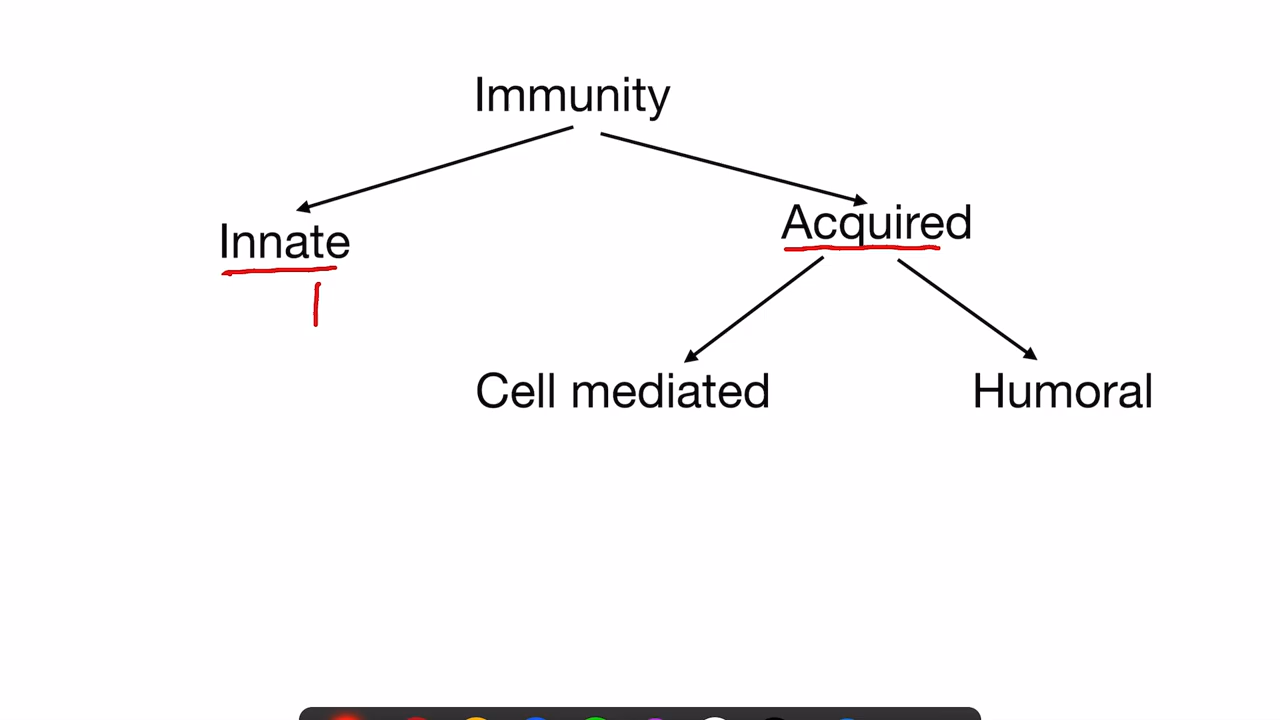 Immunity
Innate
Acquired
Cell mediated
Humoral